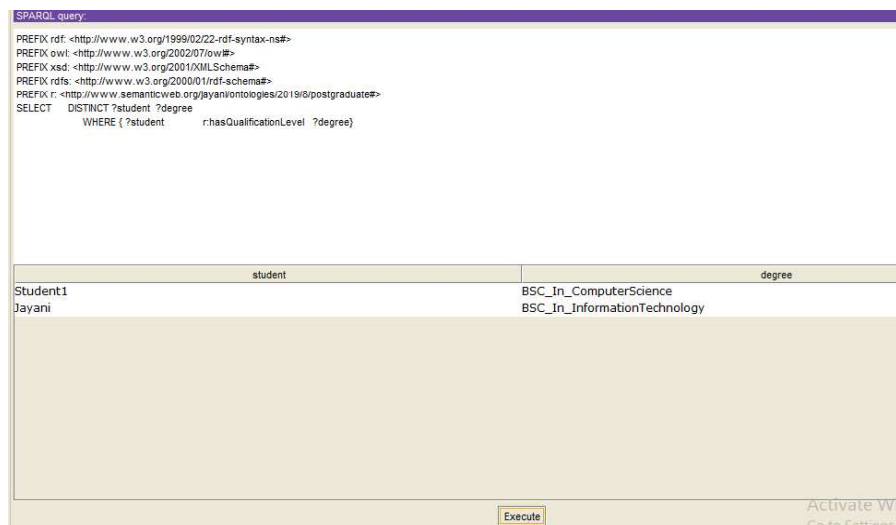 SPARQL query:
PREFIX rdf: <http://www.w3.org/1999/02/22-rdf-syntax-ns#>
PREFIX owl: <http://www.w3.org/2002/07/owl#>
PREFIX xsd: <http://www.w3.org/2001/XMLSchema#>
PREFIX rdfs: <http://www.w3.org/2000/01/rdf-schema#>
PREFIX r: <http://www.semanticweb.org/jayani/ontologies/2019/8/postgraduate#>
SELECT DISTINCT ?student ?degree
WHERE { ?student r:hasQualificationLevel ?degree}
student degree
Student1 BSC_In_ComputerScience
Jayani BSC_In_InformationTechnology
Activate W
Execute